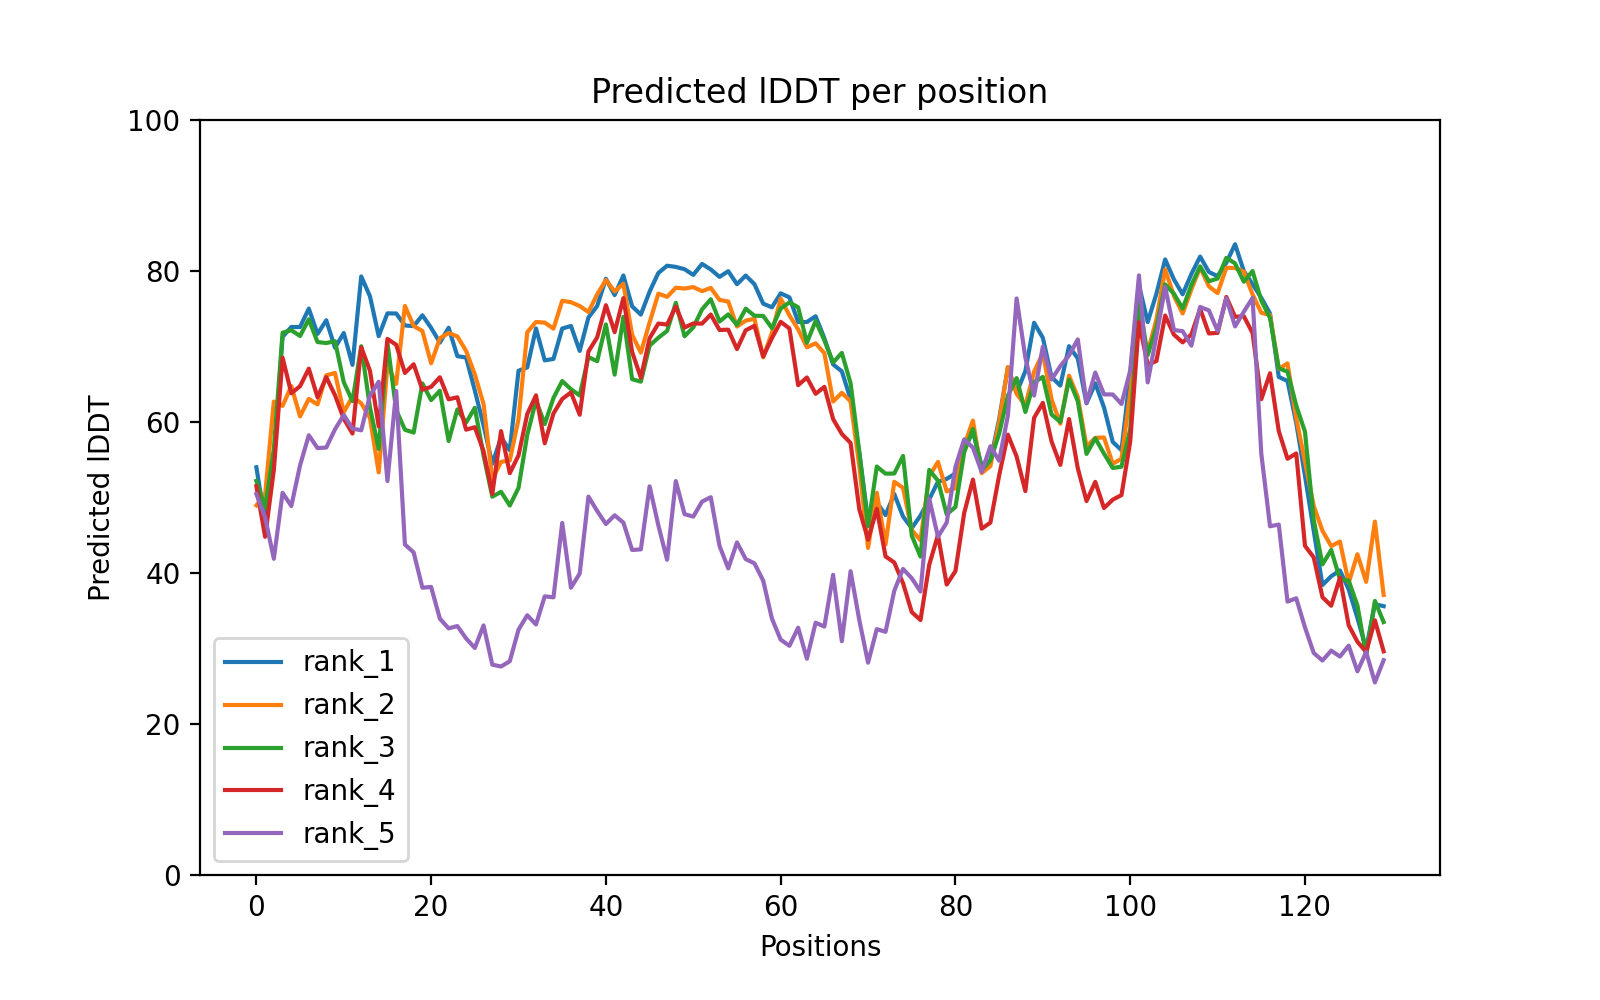 Predicted lDDT per position
100
80
60
40
20
0
Predicted lDDT
rank_1
rank_2
rank_3
rank_4
rank_5
0 20 40 60 80 100 120
Positions